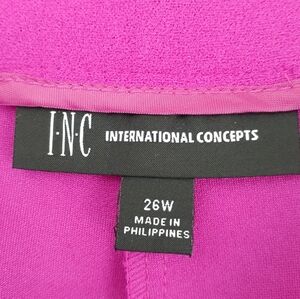 I·N·C INTERNATIONAL CONCEPTS
26W
MADE IN
PHILIPPINES